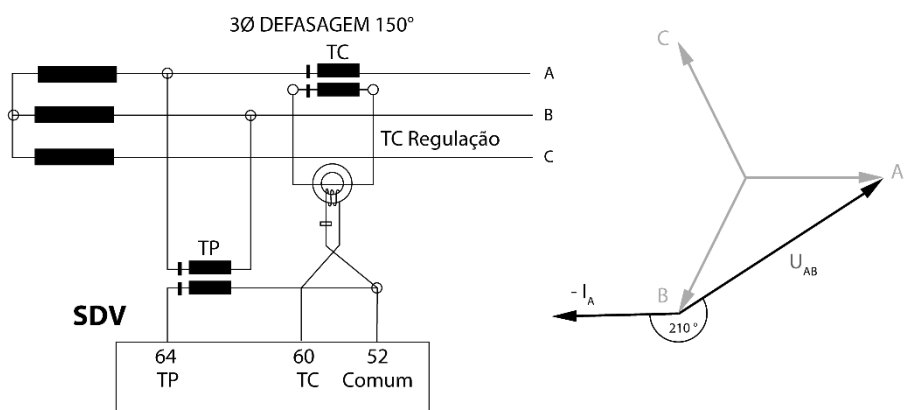 3Ø DEFASAGEM 150°
TC
A
B
TC Regulação
C
TP
SDV
64
60
52
TP
TC
Comum
C
A
U_AB
B
- I_A
210 °